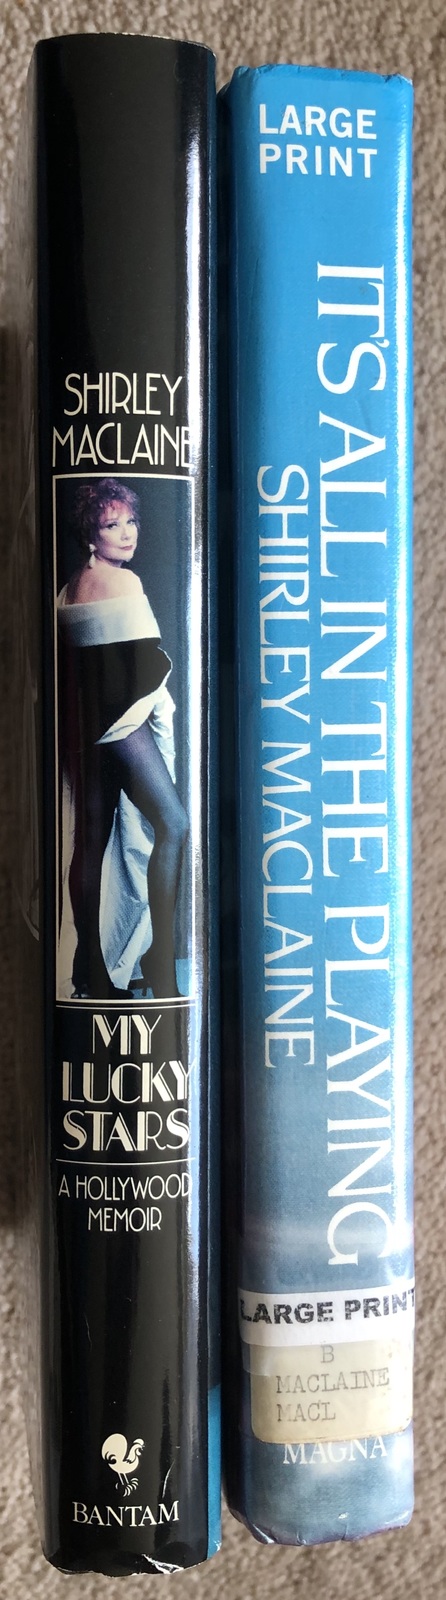 SHIRLEY
MACLAINE
MY
LUCKY
STARS
A HOLLYWOOD
MEMOIR
BANTAM
LARGE
PRINT
IT'S ALL IN THE PLAYING
SHIRLEY MACLAINE
LARGE PRINT
B
MACLAINE
MACL
MAGNA